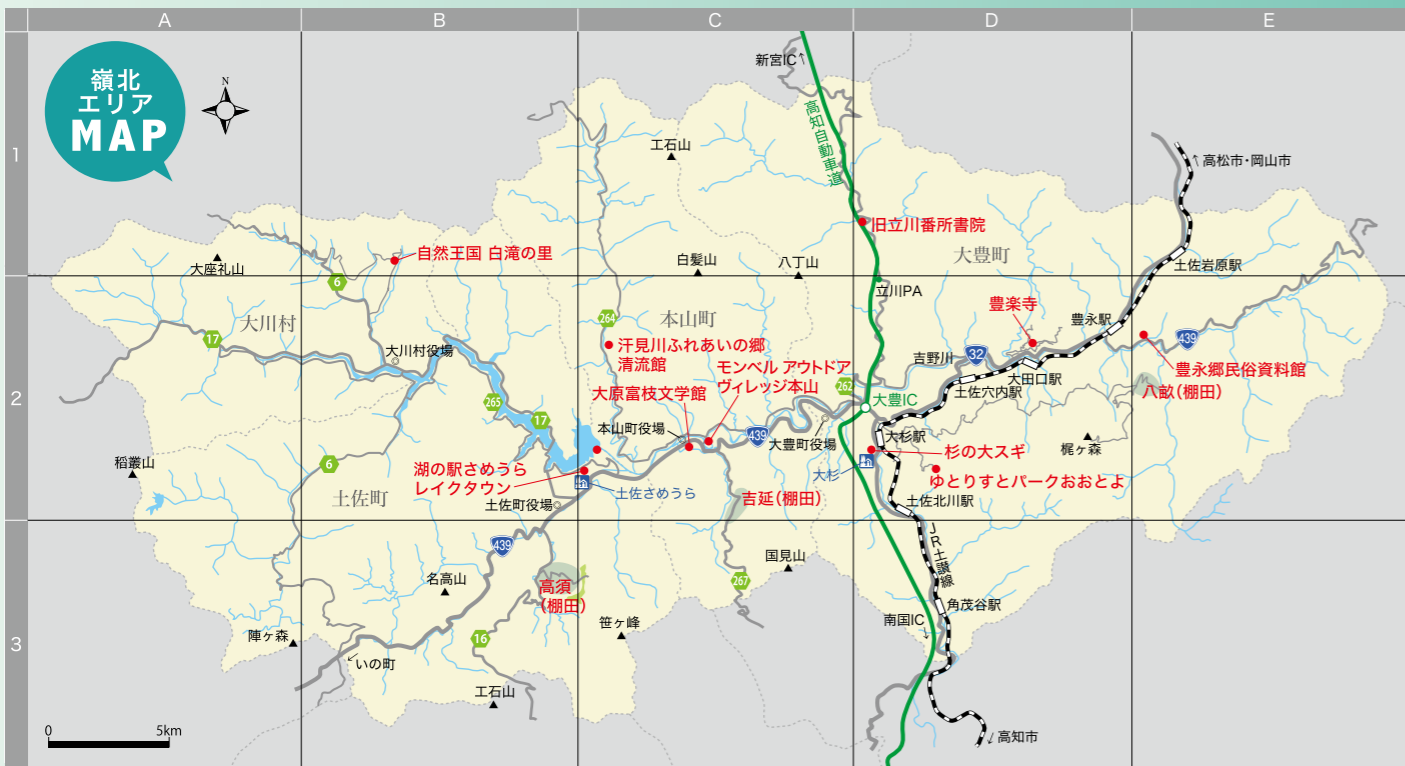 A
B
C
D
E
1
2
3
嶺北
エリア
MAP
N
新宮IC↑
高知自動車道
工石山
↑高松市・岡山市
旧立川番所書院
大豊町
自然王国 白滝の里
大座礼山
白髪山
八丁山
土佐岩原駅
立川PA
6
大川村
本山町
豊楽寺
豊永駅
17
264
439
大川村役場
汗見川ふれあいの郷
清流館
モンベル アウトドア
ヴィレッジ本山
吉野川
32
豊永郷民俗資料館
八畝(棚田)
大田口駅
土佐穴内駅
262
265
大原富枝文学館
大豊IC
17
本山町役場
439
大豊町役場
大杉駅
梶ヶ森
杉の大スギ
大杉
ゆとりすとパークおおとよ
稲叢山
6
湖の駅さめうら
レイクタウン
土佐さめうら
土佐町
土佐町役場
吉延(棚田)
土佐北川駅
439
JR土讃線
国見山
名高山
高須
(棚田)
267
角茂谷駅
南国IC
↓
陣ヶ森
16
笹ヶ峰
↙いの町
工石山
0
5km
↓高知市